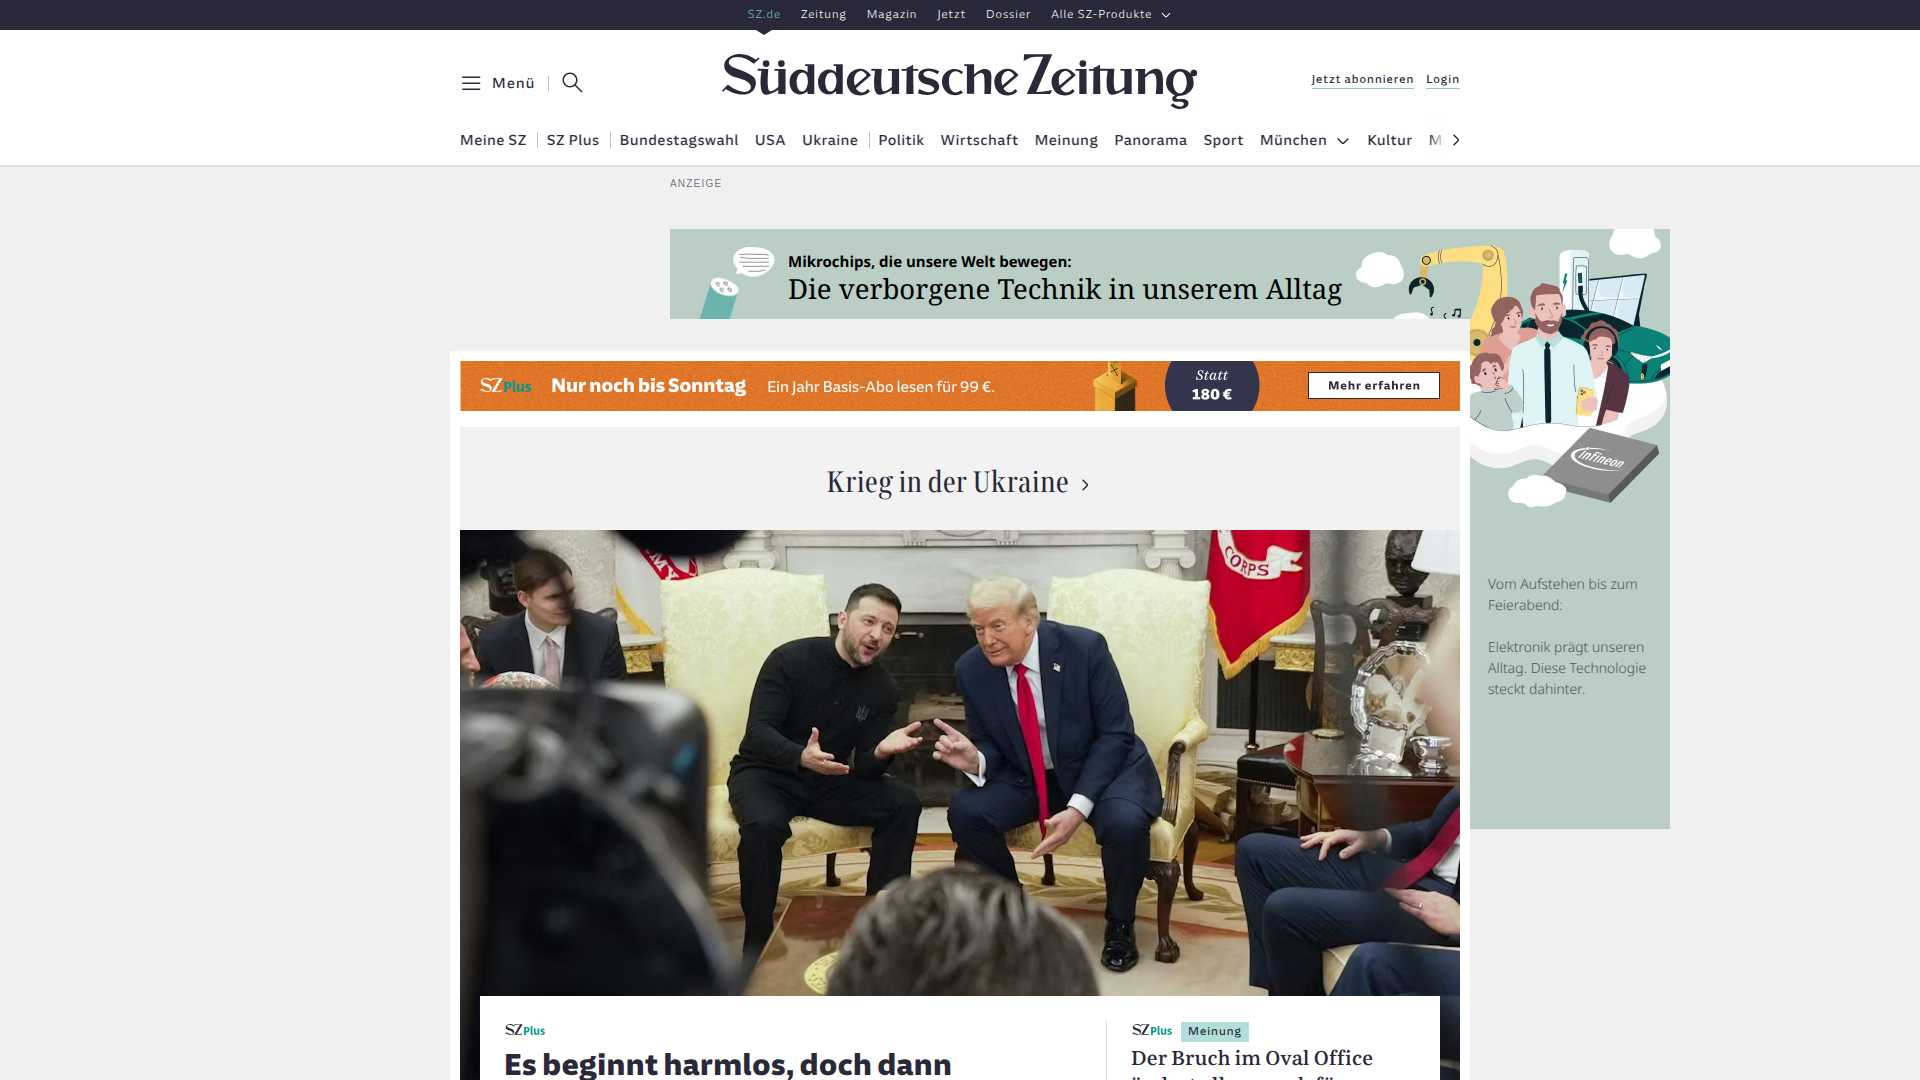 SZ.de Zeitung Magazin Jetzt Dossier Alle SZ-Produkte
Menü
Süddeutsche Zeitung
Jetzt abonnieren Login
Meine SZ SZ Plus Bundestagswahl USA Ukraine Politik Wirtschaft Meinung Panorama Sport München Kultur M
ANZEIGE
Mikrochips, die unsere Welt bewegen:
Die verborgene Technik in unserem Alltag
SZ Plus Nur noch bis Sonntag Ein Jahr Basis-Abo lesen für 99 €.
Statt
180 €
Mehr erfahren
infineon
Vom Aufstehen bis zum
Feierabend:
Elektronik prägt unseren
Alltag. Diese Technologie
steckt dahinter.
Krieg in der Ukraine
CORPS
SZ Plus
Es beginnt harmlos, doch dann
SZ Plus Meinung
Der Bruch im Oval Office